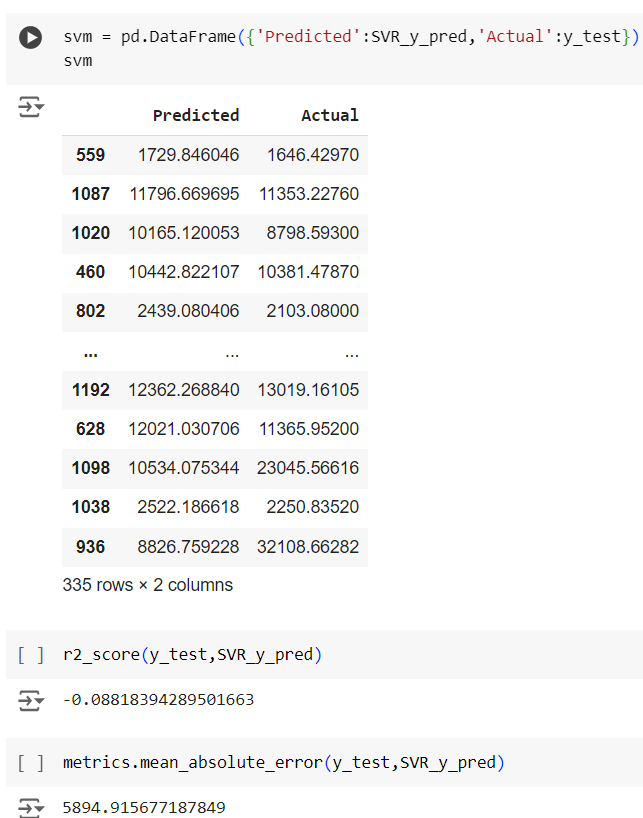 svm = pd.DataFrame({'Predicted':SVR_y_pred,'Actual':y_test})
svm
Predicted Actual
559 1729.846046 1646.42970
1087 11796.669695 11353.22760
1020 10165.120053 8798.59300
460 10442.822107 10381.47870
802 2439.080406 2103.08000
... ... ...
1192 12362.268840 13019.16105
628 12021.030706 11365.95200
1098 10534.075344 23045.56616
1038 2522.186618 2250.83520
936 8826.759228 32108.66282
335 rows × 2 columns
[ ] r2_score(y_test,SVR_y_pred)
-0.08818394289501663
[ ] metrics.mean_absolute_error(y_test,SVR_y_pred)
5894.915677187849